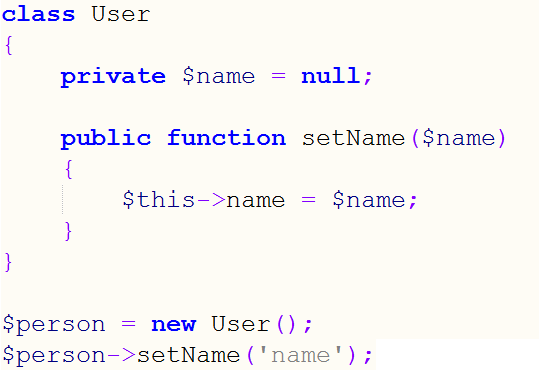 class User
{
    private $name = null;

    public function setName($name)
    {
        $this->name = $name;
    }
}

$person = new User();
$person->setName('name');